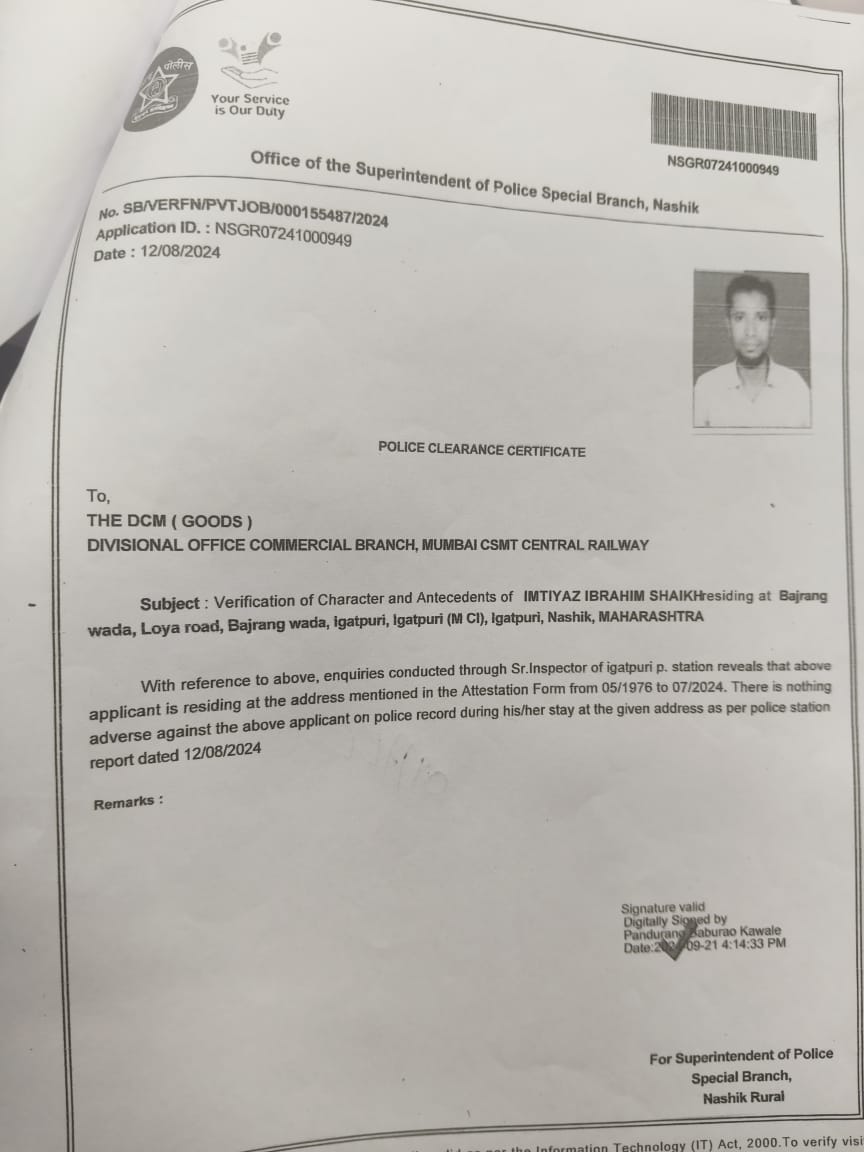 पोलीस
Your Service
is Our Duty
NSGR07241000949
Office of the Superintendent of Police Special Branch, Nashik
No. SB/VERFN/PVTJOB/000155487/2024
Application ID. : NSGR07241000949
Date : 12/08/2024
POLICE CLEARANCE CERTIFICATE
To,
THE DCM ( GOODS )
DIVISIONAL OFFICE COMMERCIAL BRANCH, MUMBAI CSMT CENTRAL RAILWAY
Subject : Verification of Character and Antecedents of IMTIYAZ IBRAHIM SHAIKHresiding at Bajrang
wada, Loya road, Bajrang wada, Igatpuri, Igatpuri (M Cl), Igatpuri, Nashik, MAHARASHTRA
With reference to above, enquiries conducted through Sr.Inspector of igatpuri p. station reveals that above
applicant is residing at the address mentioned in the Attestation Form from 05/1976 to 07/2024. There is nothing
adverse against the above applicant on police record during his/her stay at the given address as per police station
report dated 12/08/2024
Remarks :
Signature valid
Digitally Signed by
Pandurang Baburao Kawale
Date:2024-09-21 4:14:33 PM
For Superintendent of Police
Special Branch,
Nashik Rural
the Information Technology (IT) Act, 2000.To verify visi